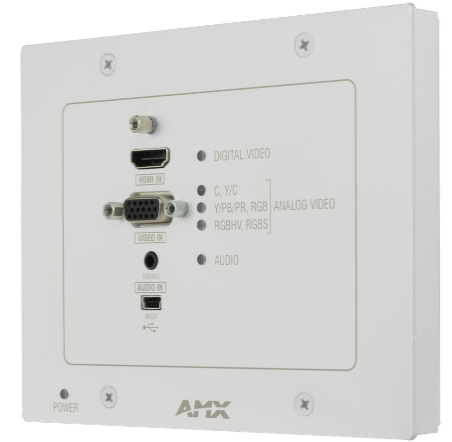 DIGITAL VIDEO
HDMI IN
C, Y/C
Y/PB/PR, RGB
ANALOG VIDEO
RGBHV, RGBS
VIDEO IN
AUDIO
STEREO
AUDIO IN
HOST
POWER
AMX